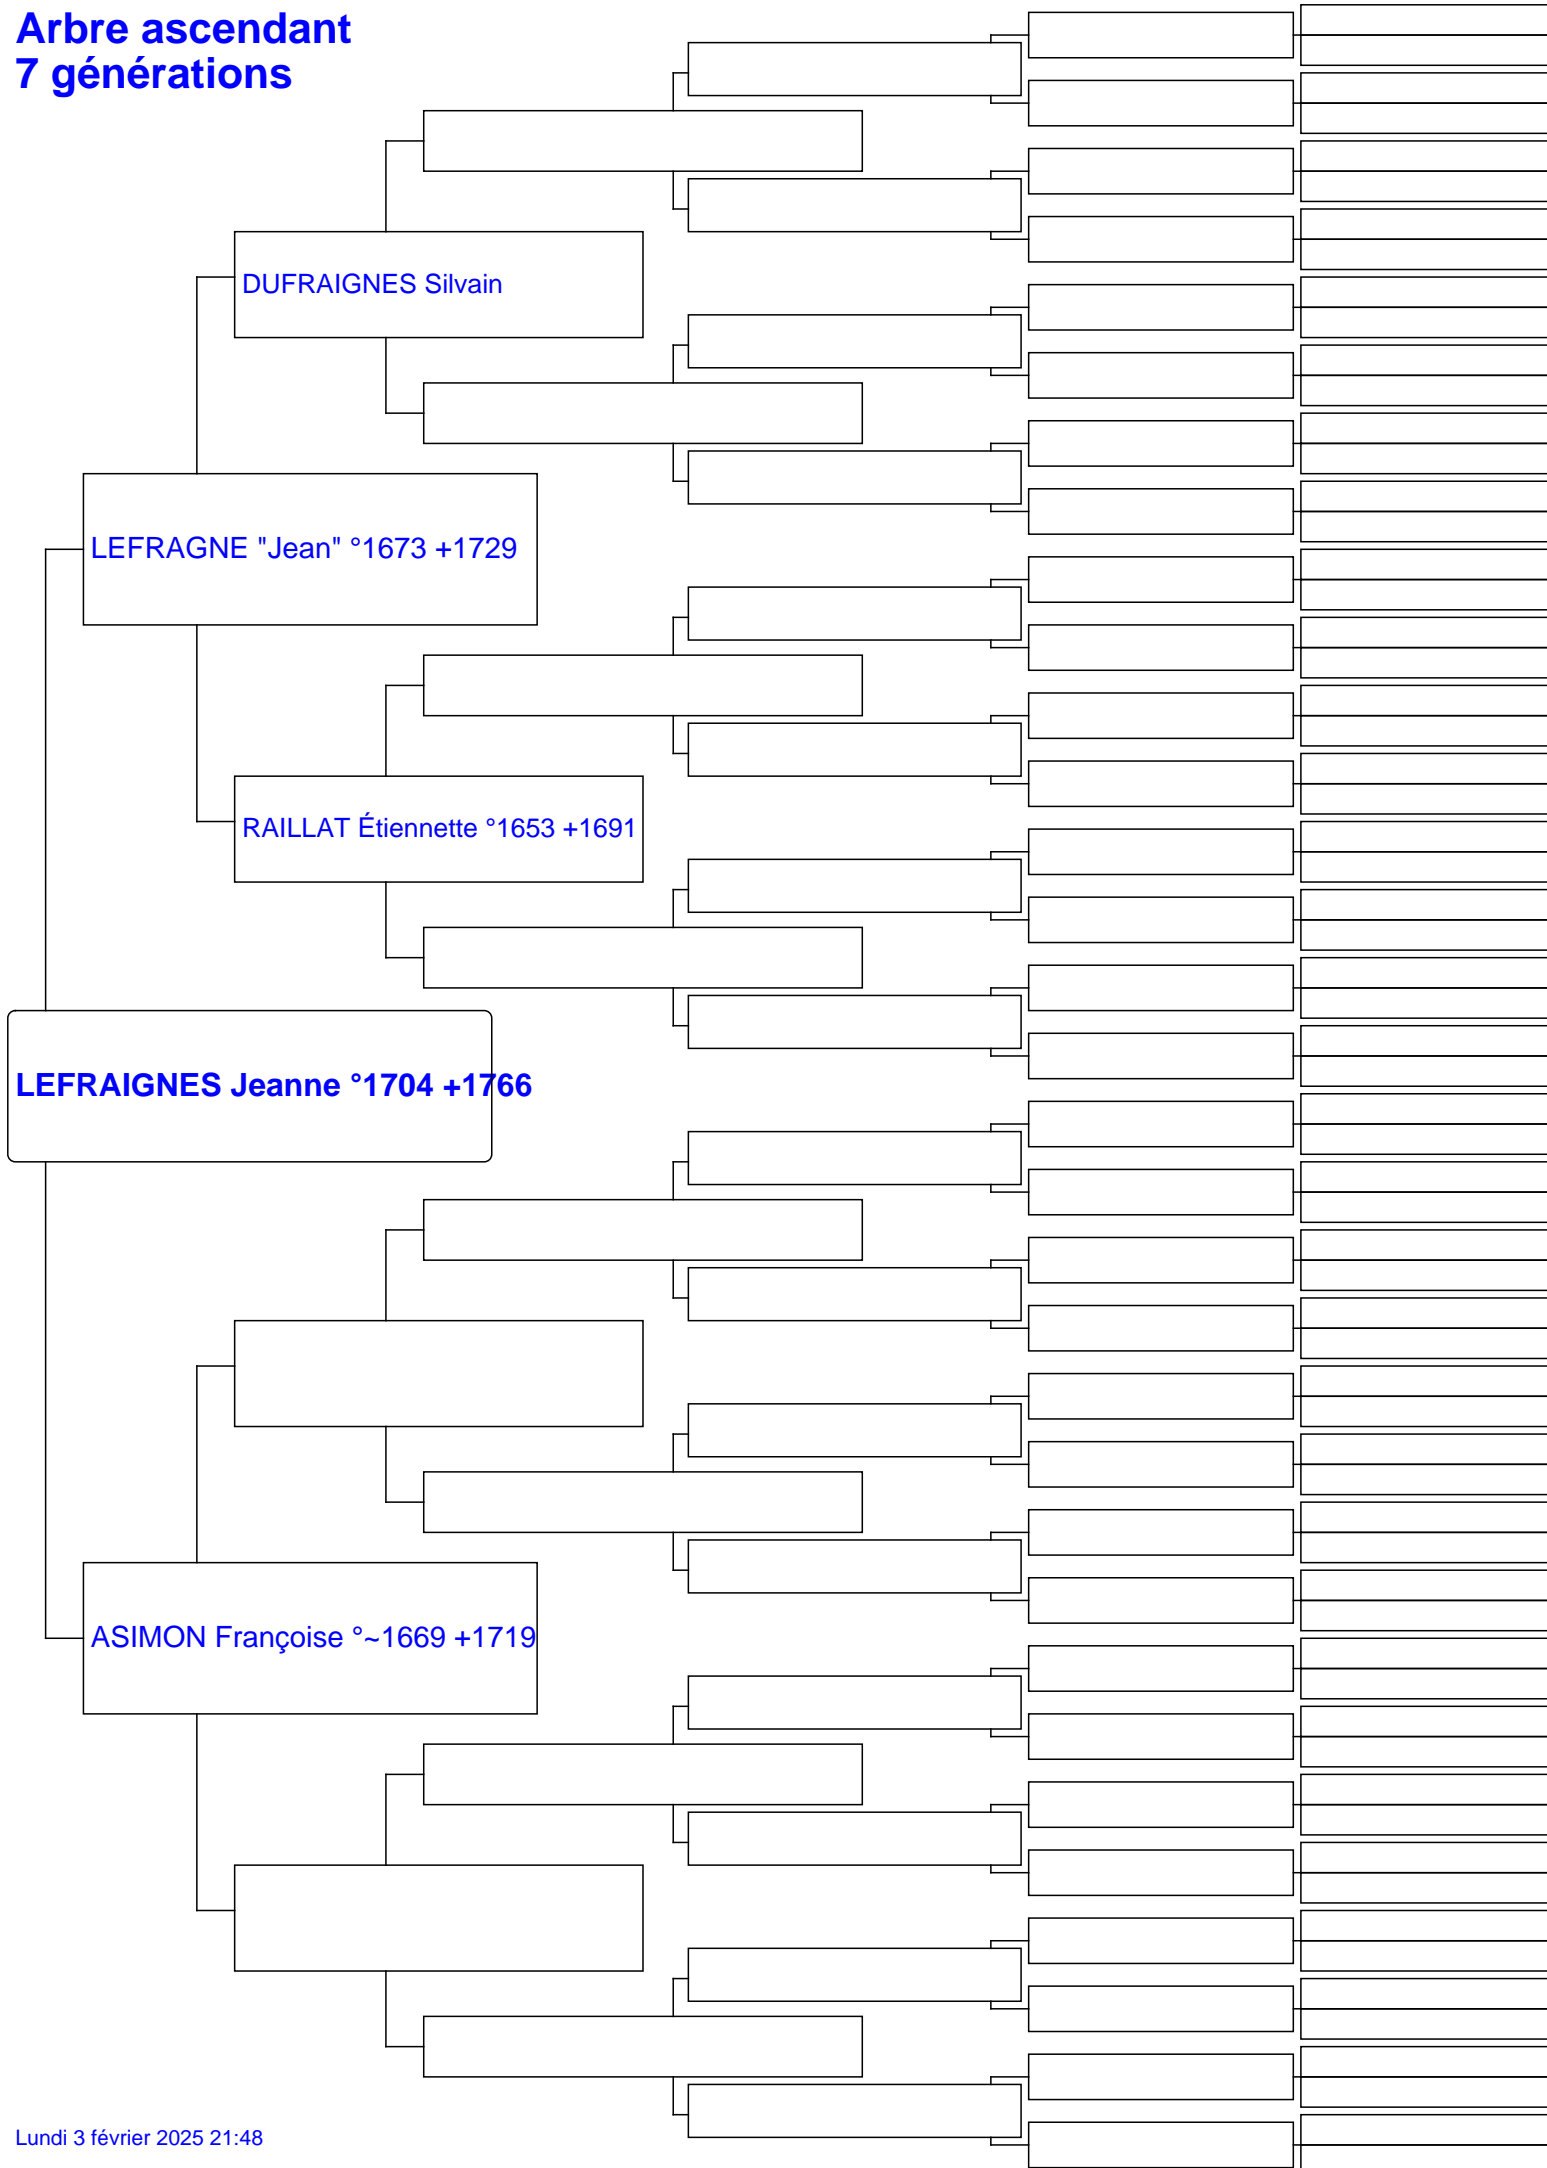 Arbre ascendant
7 générations
DUFRAIGNES Silvain
LEFRAGNE "Jean" °1673 +1729
RAILLAT Étiennette °1653 +1691
LEFRAIGNES Jeanne °1704 +1766
ASIMON Françoise °~1669 +1719
Lundi 3 février 2025 21:48